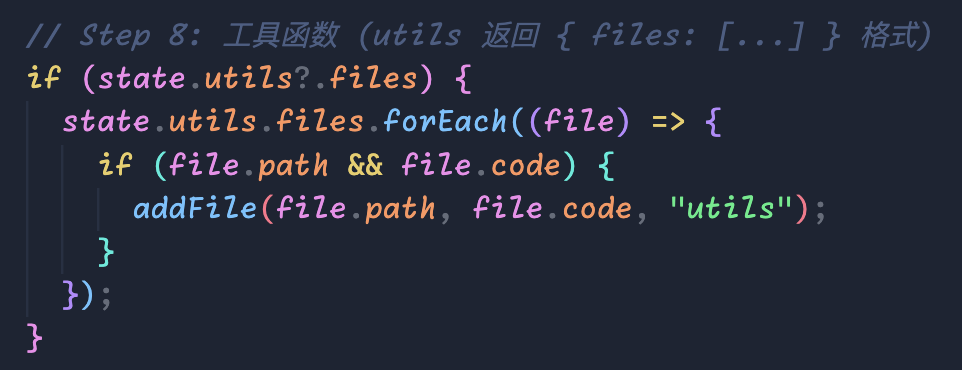 // Step 8: 工具函数 (utils 返回 { files: [...] } 格式)
if (state.utils?.files) {
  state.utils.files.forEach((file) => {
    if (file.path && file.code) {
      addFile(file.path, file.code, "utils");
    }
  });
}